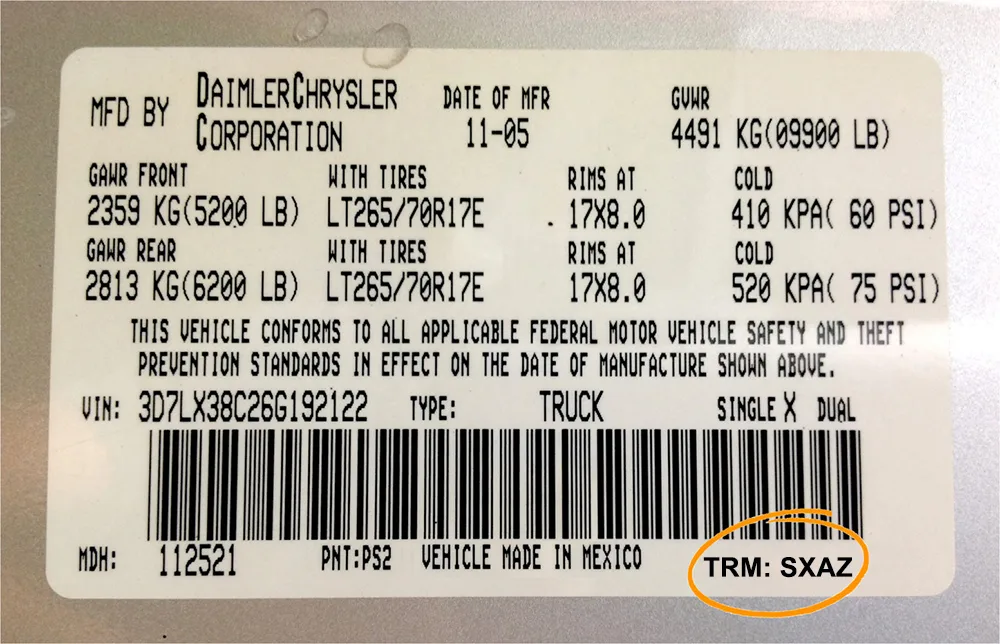 MFD BY DAIMLERCHRYSLER CORPORATION DATE OF MFR 11-05 GVWR 4491 KG(09900 LB)
GAWR FRONT WITH TIRES RIMS AT COLD
2359 KG(5200 LB) LT265/70R17E 17X8.0 410 KPA( 60 PSI)
GAWR REAR WITH TIRES RIMS AT COLD
2813 KG(6200 LB) LT265/70R17E 17X8.0 520 KPA( 75 PSI)
THIS VEHICLE CONFORMS TO ALL APPLICABLE FEDERAL MOTOR VEHICLE SAFETY AND THEFT
PREVENTION STANDARDS IN EFFECT ON THE DATE OF MANUFACTURE SHOWN ABOVE.
VIN: 3D7LX38C26G192122 TYPE: TRUCK SINGLE X DUAL
MDH: 112521 PNT:PS2 VEHICLE MADE IN MEXICO TRM: SXAZ